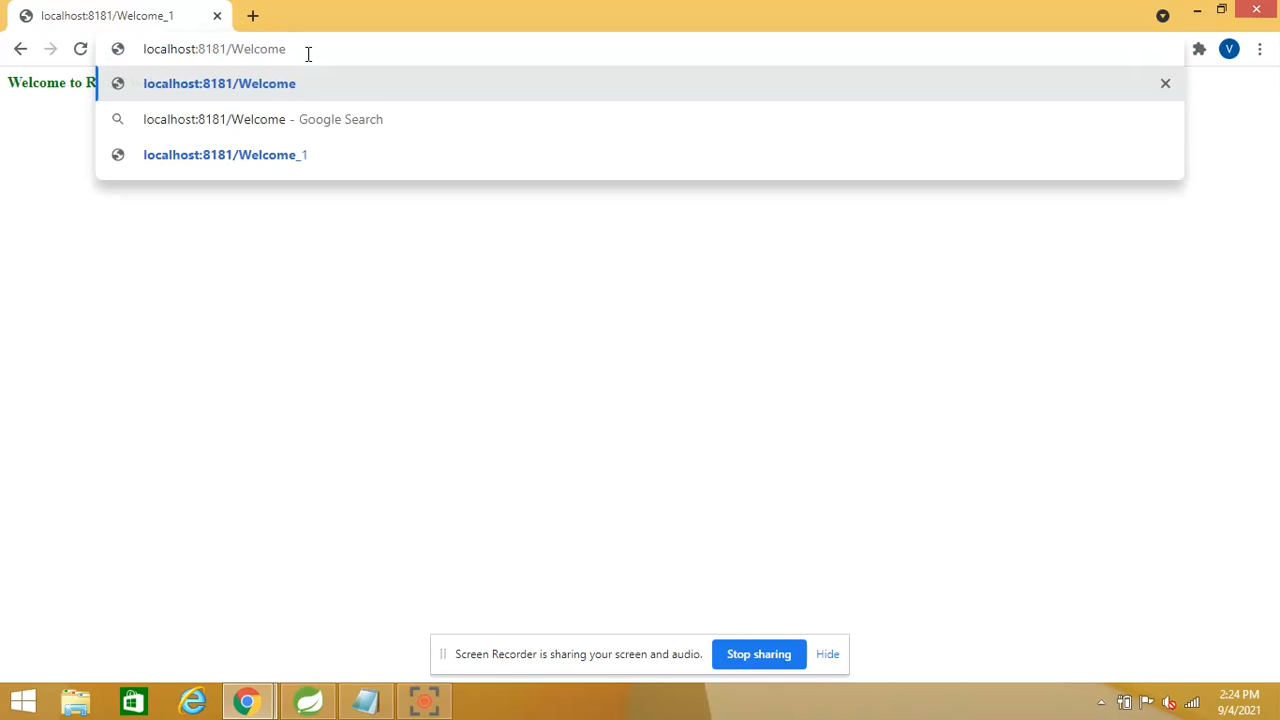 localhost:8181/Welcome_1
localhost:8181/Welcome
V
Welcome to R
localhost:8181/Welcome
localhost:8181/Welcome - Google Search
localhost:8181/Welcome_1
Screen Recorder is sharing your screen and audio.
Stop sharing
Hide
2:24 PM
9/4/2021